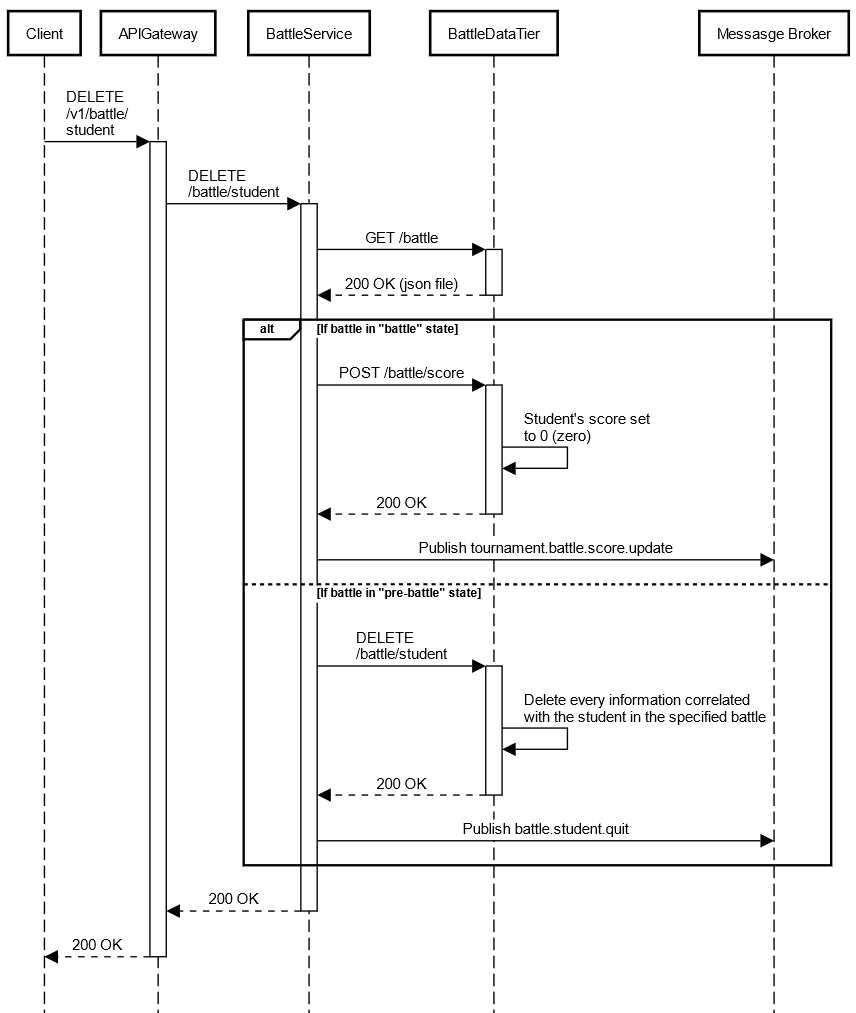 Client
APIGateway
BattleService
BattleDataTier
Messasge Broker
DELETE
/v1/battle/
student
DELETE
/battle/student
GET /battle
200 OK (json file)
alt
[If battle in "battle" state]
POST /battle/score
Student's score set
to 0 (zero)
200 OK
Publish tournament.battle.score.update
[If battle in "pre-battle" state]
DELETE
/battle/student
Delete every information correlated
with the student in the specified battle
200 OK
Publish battle.student.quit
200 OK
200 OK